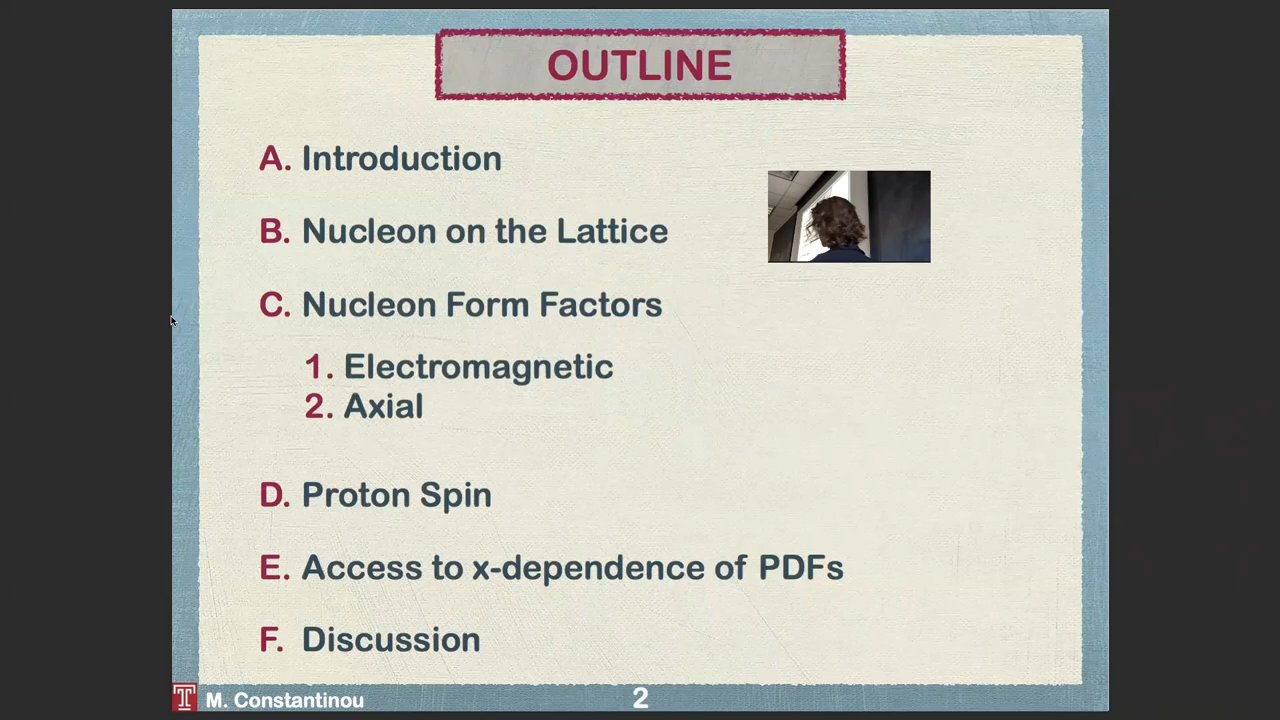 OUTLINE
A. Introduction
B. Nucleon on the Lattice
C. Nucleon Form Factors
1. Electromagnetic
2. Axial
D. Proton Spin
E. Access to x-dependence of PDFs
F. Discussion
T M. Constantinou
2